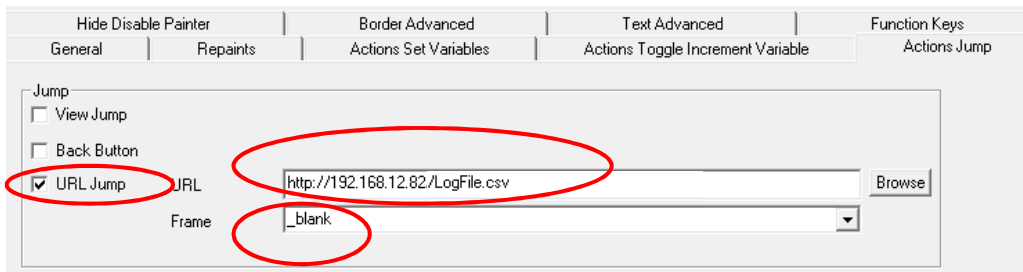 Hide Disable Painter Border Advanced Text Advanced Function Keys
General Repaints Actions Set Variables Actions Toggle Increment Variable Actions Jump
Jump
View Jump
Back Button
URL Jump URL http://192.168.12.82./LogFile.csv Browse
Frame _blank